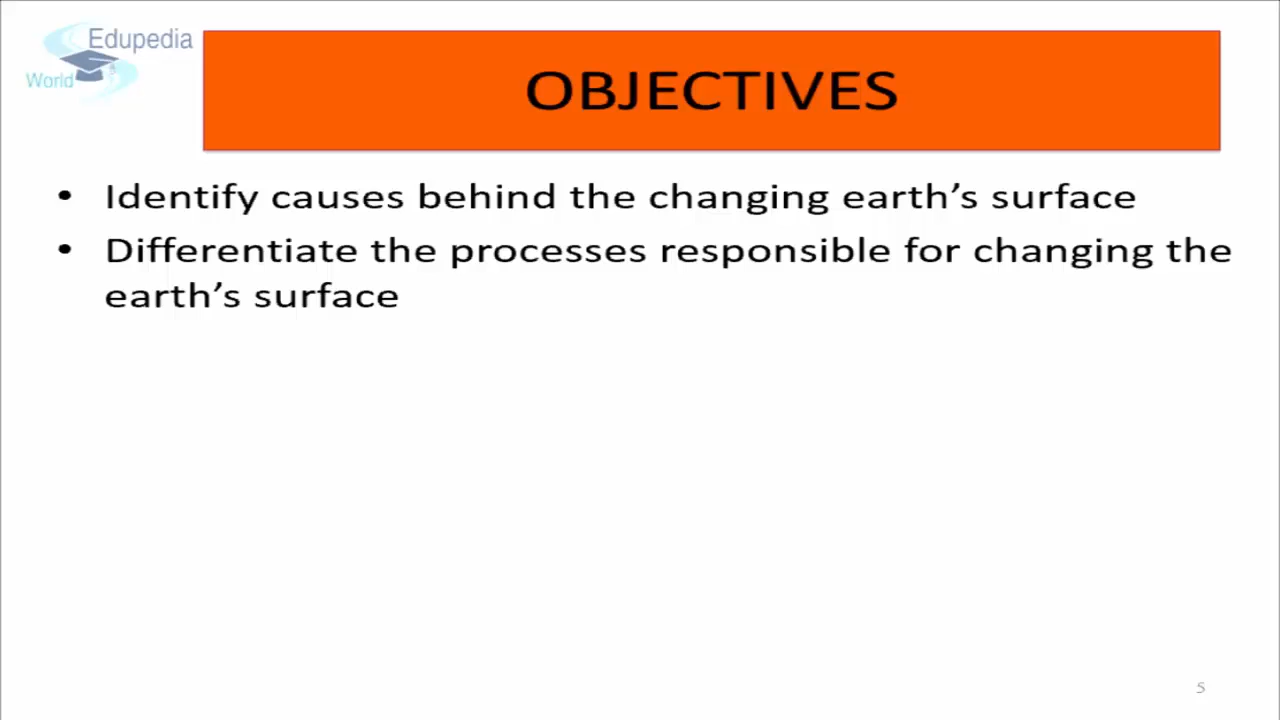 Edupedia
World
OBJECTIVES
• Identify causes behind the changing earth’s surface
• Differentiate the processes responsible for changing the
earth’s surface
5